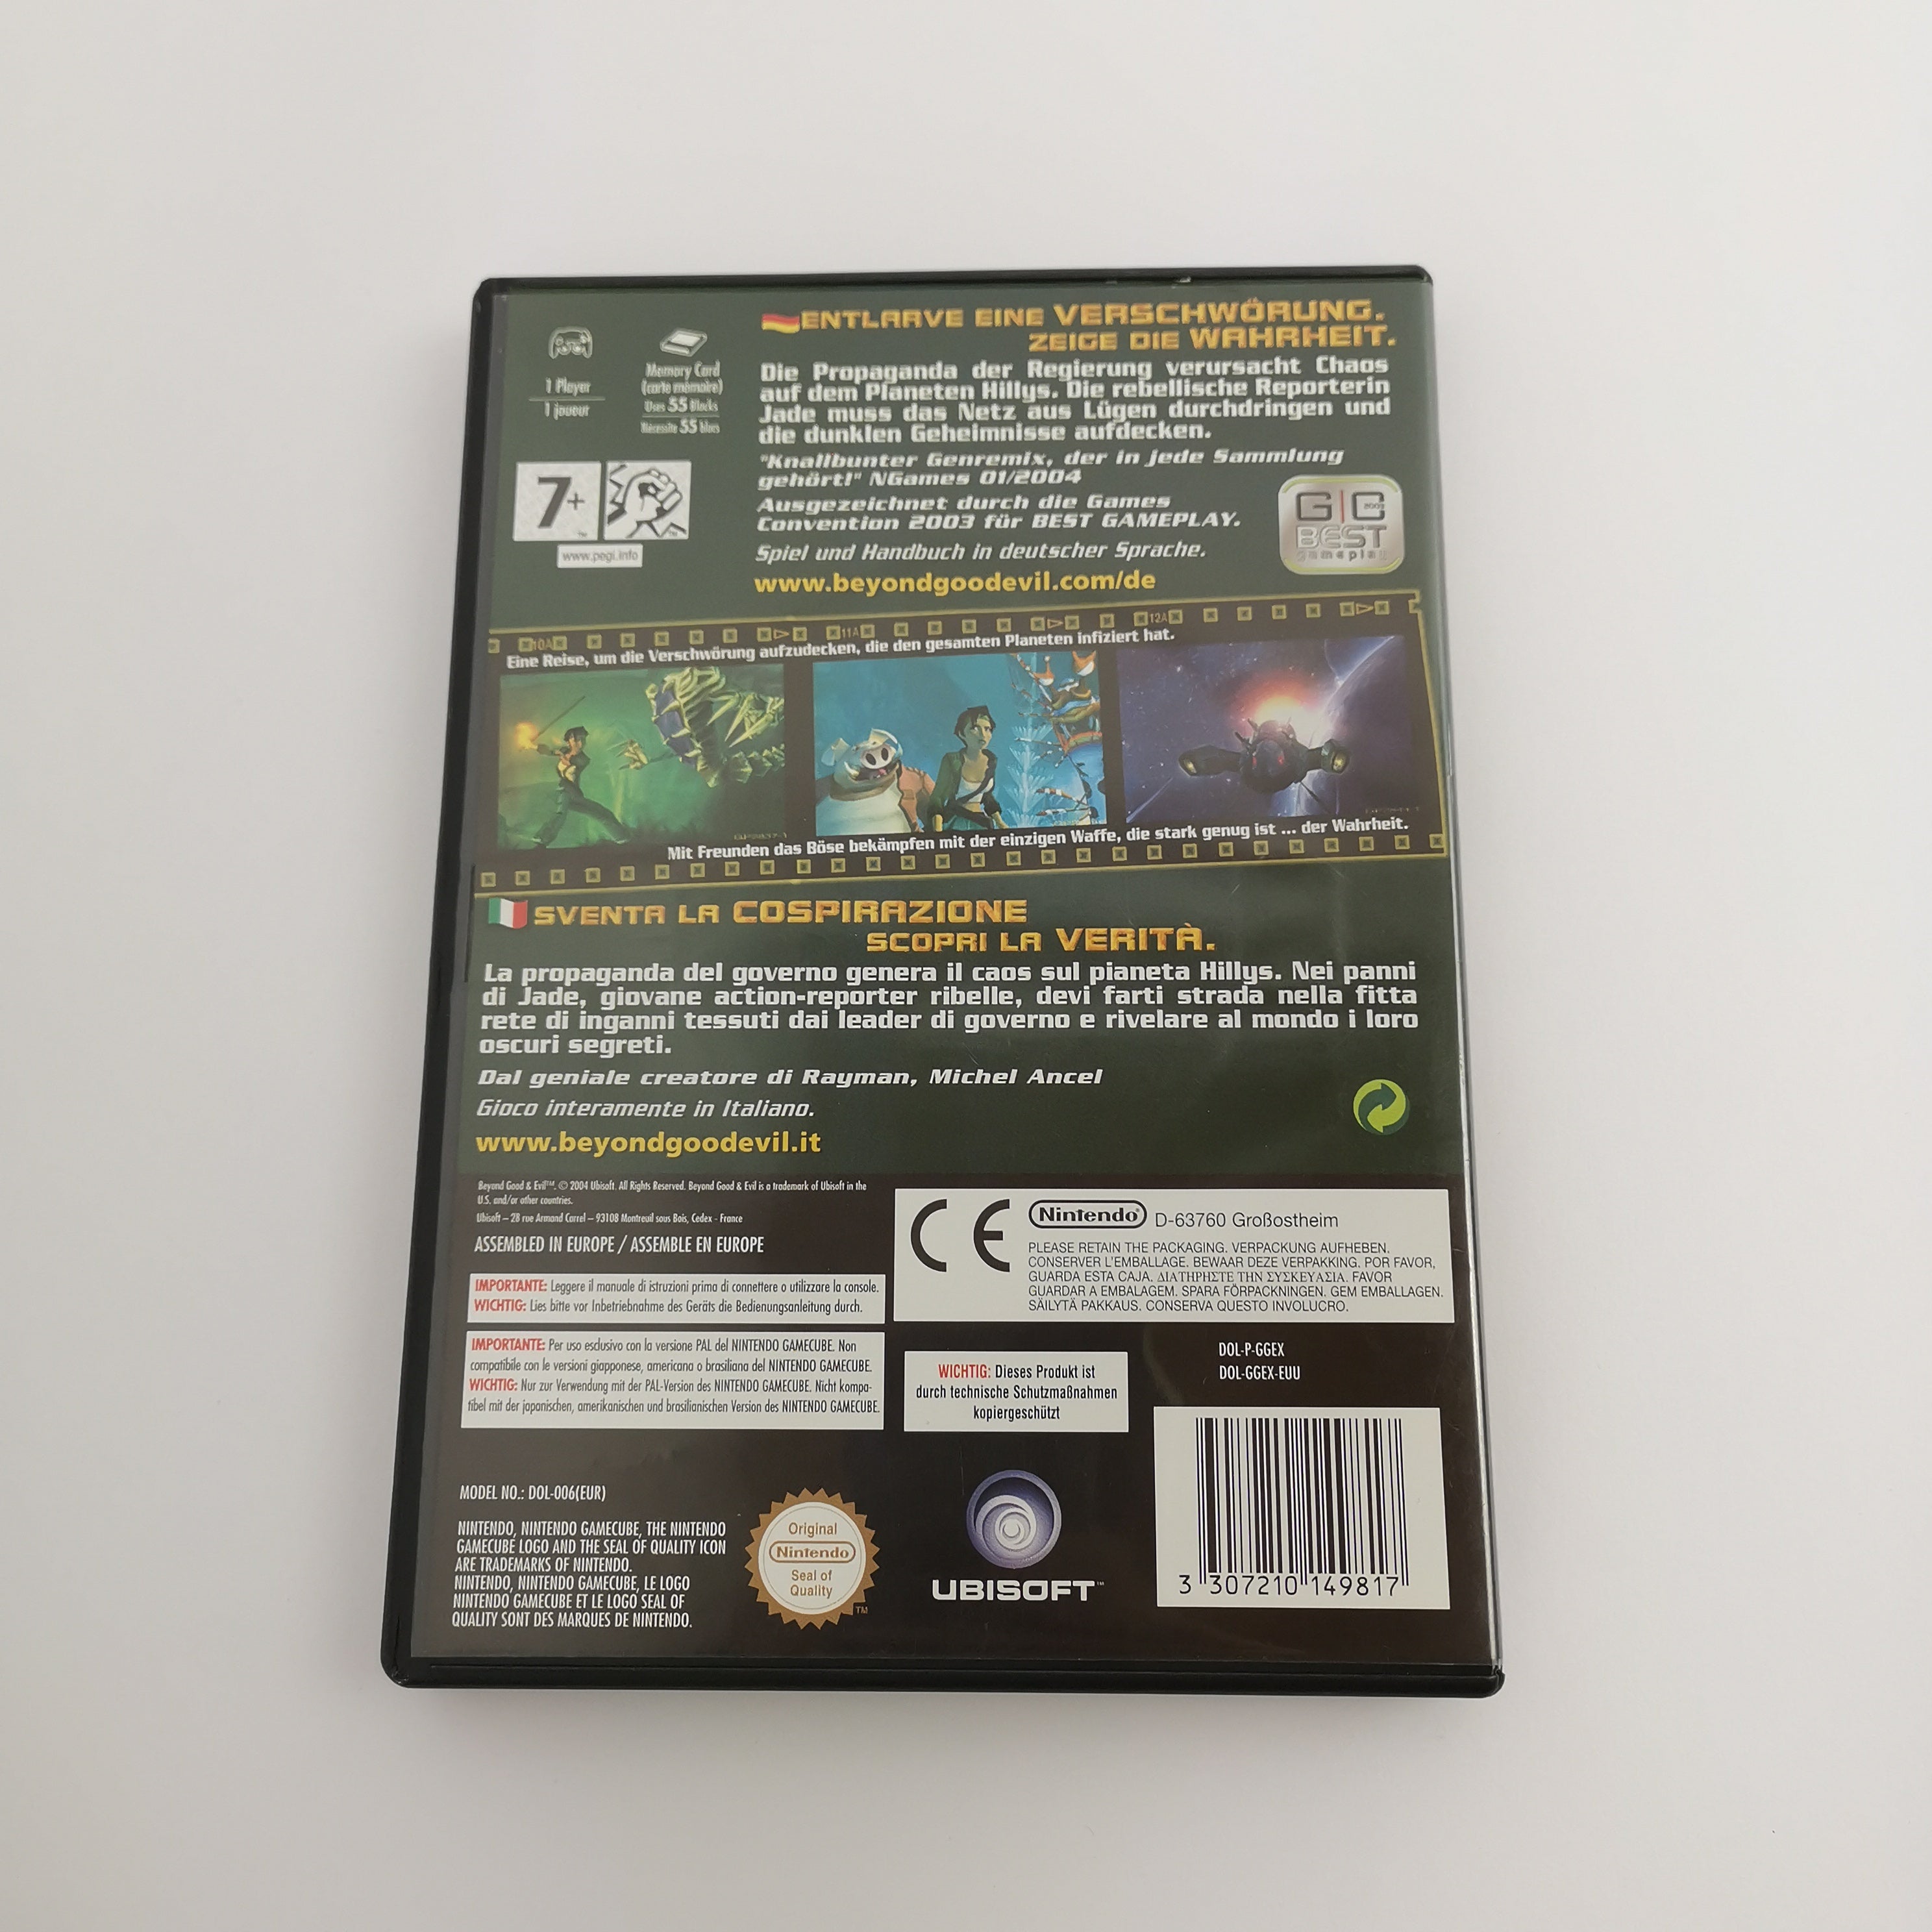 ENTLARVE EINE VERSCHWÖRUNG.
ZEIGE DIE WAHRHEIT.
1 Player
1 joueur
Memory Card
(carte mémoire)
Uses 55 Blocks
Nécessite 55 blocs
Die Propaganda der Regierung verursacht Chaos
auf dem Planeten Hillys. Die rebellische Reporterin
Jade muss das Netz aus Lügen durchdringen und
die dunklen Geheimnisse aufdecken.
"Knallbunter Genremix, der in jede Sammlung
gehört!" NGames 01/2004
Ausgezeichnet durch die Games
Convention 2003 für BEST GAMEPLAY.
Spiel und Handbuch in deutscher Sprache.
www.beyondgoodevil.com/de
7+
www.pegi.info
G|C 2003
BEST
Gameplay
10A 11A 12A
Eine Reise, um die Verschwörung aufzudecken, die den gesamten Planeten infiziert hat.
Mit Freunden das Böse bekämpfen mit der einzigen Waffe, die stark genug ist ... der Wahrheit.
SVENTA LA COSPIRAZIONE
SCOPRI LA VERITÀ.
La propaganda del governo genera il caos sul pianeta Hillys. Nei panni
di Jade, giovane action-reporter ribelle, devi farti strada nella fitta
rete di inganni tessuti dai leader di governo e rivelare al mondo i loro
oscuri segreti.
Dal geniale creatore di Rayman, Michel Ancel
Gioco interamente in Italiano.
www.beyondgoodevil.it
Beyond Good & Evil™. © 2004 Ubisoft. All Rights Reserved. Beyond Good & Evil is a trademark of Ubisoft in the
U.S. and/or other countries.
Ubisoft – 28 rue Armand Carrel – 93108 Montreuil sous Bois, Cedex - France
ASSEMBLED IN EUROPE / ASSEMBLE EN EUROPE
IMPORTANTE: Leggere il manuale di istruzioni prima di connettere o utilizzare la console.
WICHTIG: Lies bitte vor Inbetriebnahme des Geräts die Bedienungsanleitung durch.
IMPORTANTE: Per uso esclusivo con la versione PAL del NINTENDO GAMECUBE. Non
compatibile con le versioni giapponese, americana o brasiliana del NINTENDO GAMECUBE.
WICHTIG: Nur zur Verwendung mit der PAL-Version des NINTENDO GAMECUBE. Nicht kompa-
tibel mit der japanischen, amerikanischen und brasilianischen Version des NINTENDO GAMECUBE.
CE
Nintendo® D-63760 Großostheim
PLEASE RETAIN THE PACKAGING. VERPACKUNG AUFHEBEN.
CONSERVER L'EMBALLAGE. BEWAAR DEZE VERPAKKING. POR FAVOR,
GUARDA ESTA CAJA. ΔΙΑΤΗΡΗΣΤΕ ΤΗΝ ΣΥΣΚΕΥΑΣΙΑ. FAVOR
GUARDAR A EMBALAGEM. SPARA FÖRPACKNINGEN. GEM EMBALLAGEN.
SÄILYTÄ PAKKAUS. CONSERVA QUESTO INVOLUCRO.
WICHTIG: Dieses Produkt ist
durch technische Schutzmaßnahmen
kopiergeschützt
DOL-P-GGEX
DOL-GGEX-EUU
MODEL NO.: DOL-006(EUR)
NINTENDO, NINTENDO GAMECUBE, THE NINTENDO
GAMECUBE LOGO AND THE SEAL OF QUALITY ICON
ARE TRADEMARKS OF NINTENDO.
NINTENDO, NINTENDO GAMECUBE, LE LOGO
NINTENDO GAMECUBE ET LE LOGO SEAL OF
QUALITY SONT DES MARQUES DE NINTENDO.
Original
Nintendo
Seal of
Quality
TM
UBISOFT™
3 307210 149817